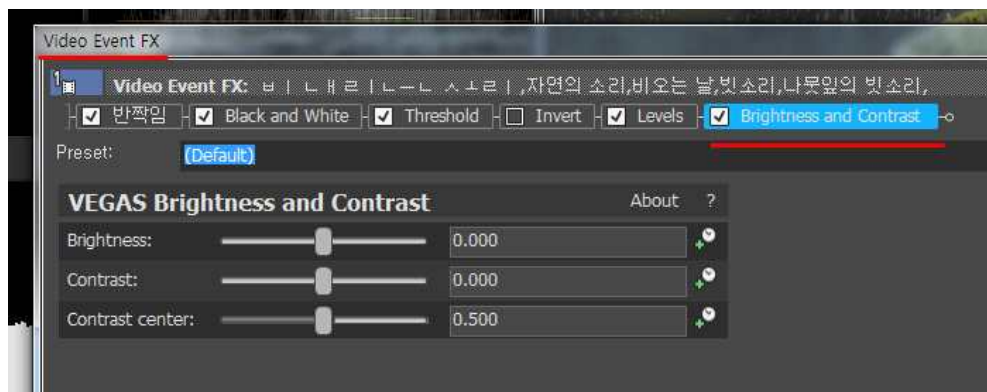 Video Event FX
1 Video Event FX: ㅂㅣㄴㅐㄹㅣㄴㅡㄴ ㅅㅗㄹㅣ,자연의 소리,비오는 날,빗소리,나뭇잎의 빗소리,
반짝임 Black and White Threshold Invert Levels Brightness and Contrast
Preset: (Default)
VEGAS Brightness and Contrast About ?
Brightness: 0.000
Contrast: 0.000
Contrast center: 0.500